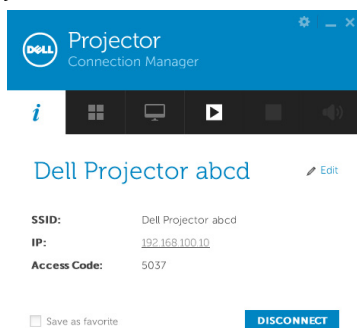 DELL
Projector
Connection Manager
i
Dell Projector abcd
Edit
SSID: Dell Projector abcd
IP: 192.168.100.10
Access Code: 5037
Save as favorite
DISCONNECT